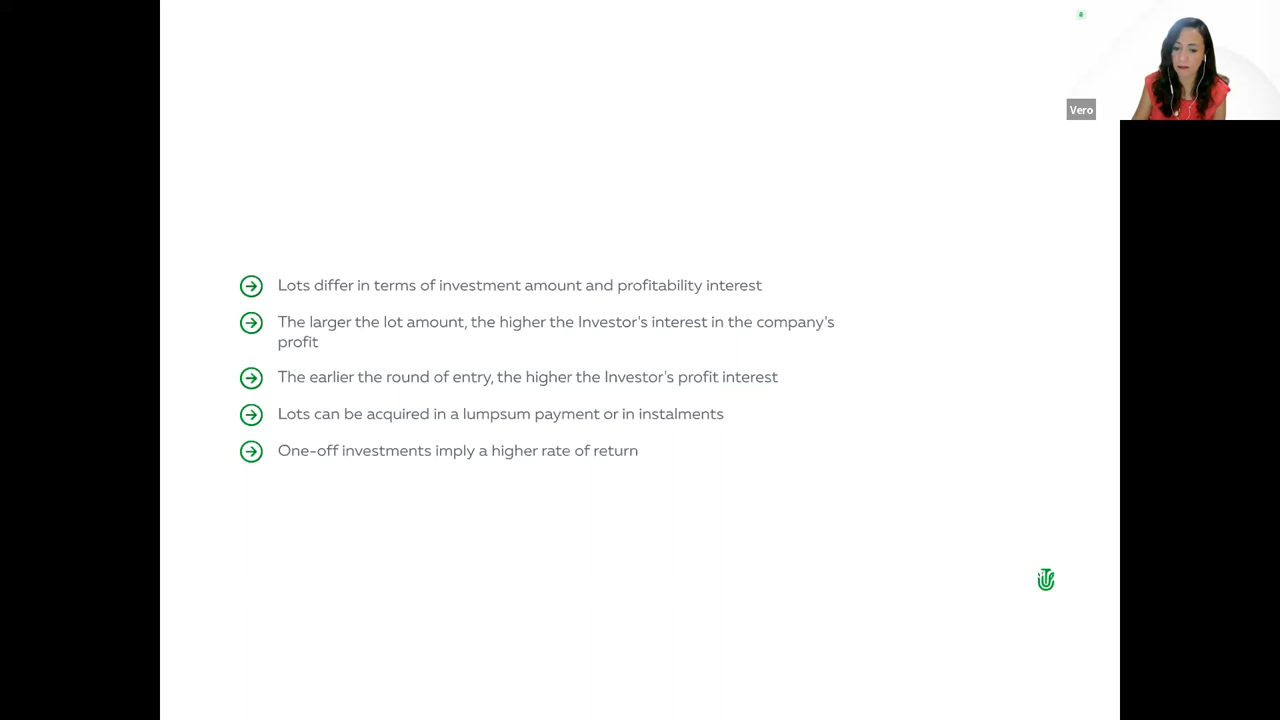 Vero
Lots differ in terms of investment amount and profitability interest
The larger the lot amount, the higher the Investor's interest in the company's
profit
The earlier the round of entry, the higher the Investor's profit interest
Lots can be acquired in a lumpsum payment or in instalments
One-off investments imply a higher rate of return